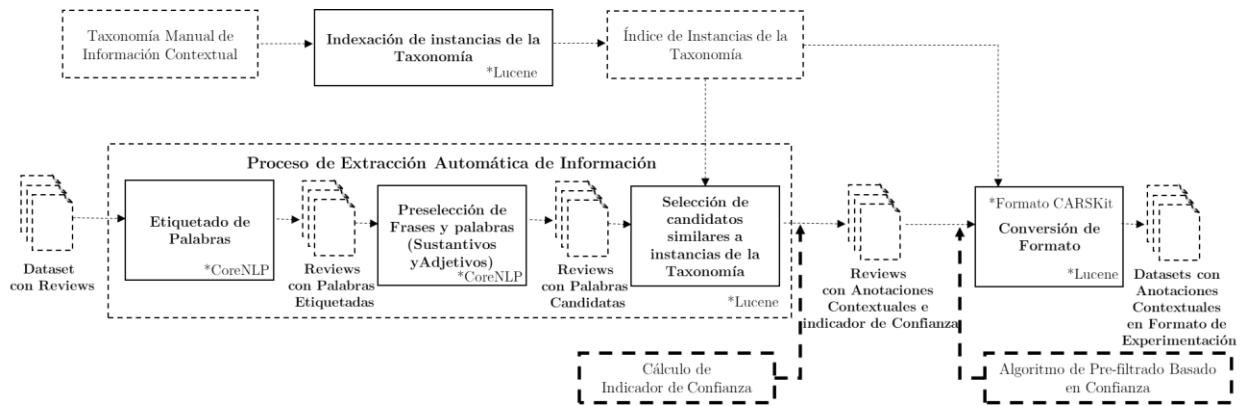 Taxonomía Manual de
Información Contextual
Indexación de instancias de la
Taxonomía
*Lucene
Índice de Instancias de la
Taxonomía
Proceso de Extracción Automática de Información
Dataset
con Reviews
Etiquetado de
Palabras
*CoreNLP
Reviews
con Palabras
Etiquetadas
Preselección de
Frases y palabras
(Sustantivos
yAdjetivos)
*CoreNLP
Reviews
con Palabras
Candidatas
Selección de
candidatos
similares a
instancias de la
Taxonomía
*Lucene
Reviews
con Anotaciones
Contextuales e
indicador de Confianza
*Formato CARSKit
Conversión de
Formato
*Lucene
Datasets con
Anotaciones
Contextuales
en Formato de
Experimentación
Cálculo de
Indicador de Confianza
Algoritmo de Pre-filtrado Basado
en Confianza